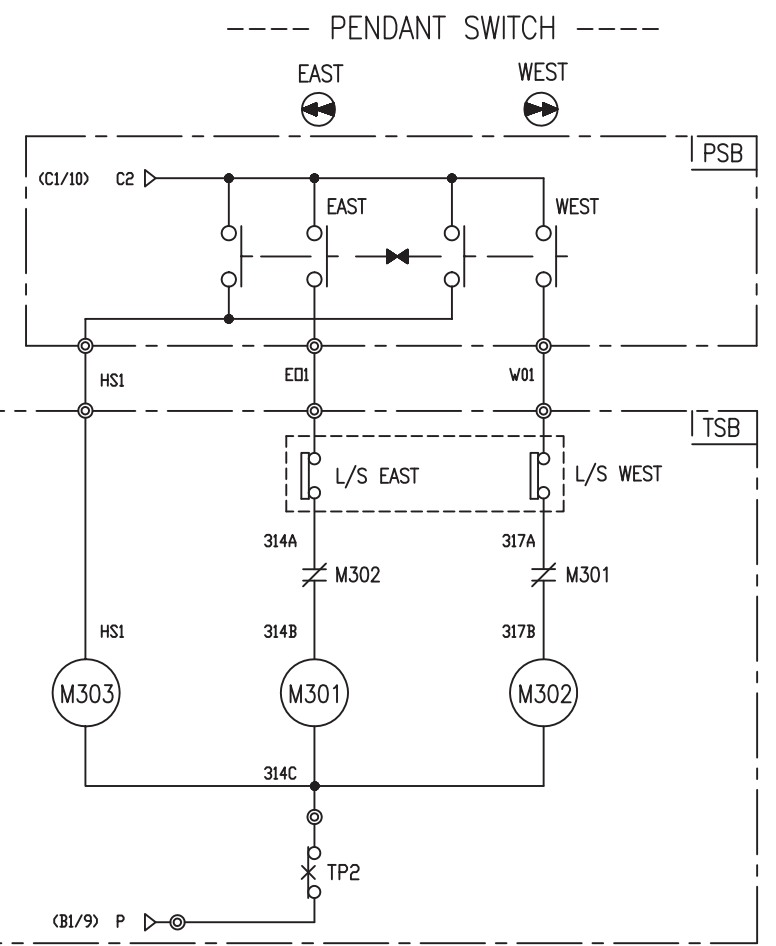 PENDANT SWITCH
EAST WEST
PSB
(C1/10) C2
EAST WEST
HS1 E01 W01
TSB
L/S EAST L/S WEST
314A 317A
M302 M301
HS1 314B 317B
M303 M301 M302
314C
TP2
(B1/9) P